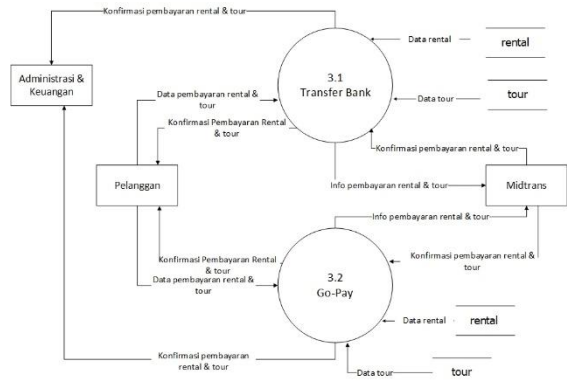 Konfirmasi pembayaran rental & tour
Data rental
rental
3.1
Transfer Bank
Administrasi &
Keuangan
Data pembayaran rental &
tour
Data tour
tour
Konfirmasi Pembayaran Rental
& tour
Konfirmasi pembayaran rental & tour
Pelanggan
Info pembayaran rental & tour
Midtrans
Info pembayaran rental & tour
Konfirmasi Pembayaran Rental
& tour
Data pembayaran rental &
tour
3.2
Go-Pay
Konfirmasi pembayaran rental &
tour
Data rental
rental
Konfirmasi pembayaran
rental & tour
Data tour
tour